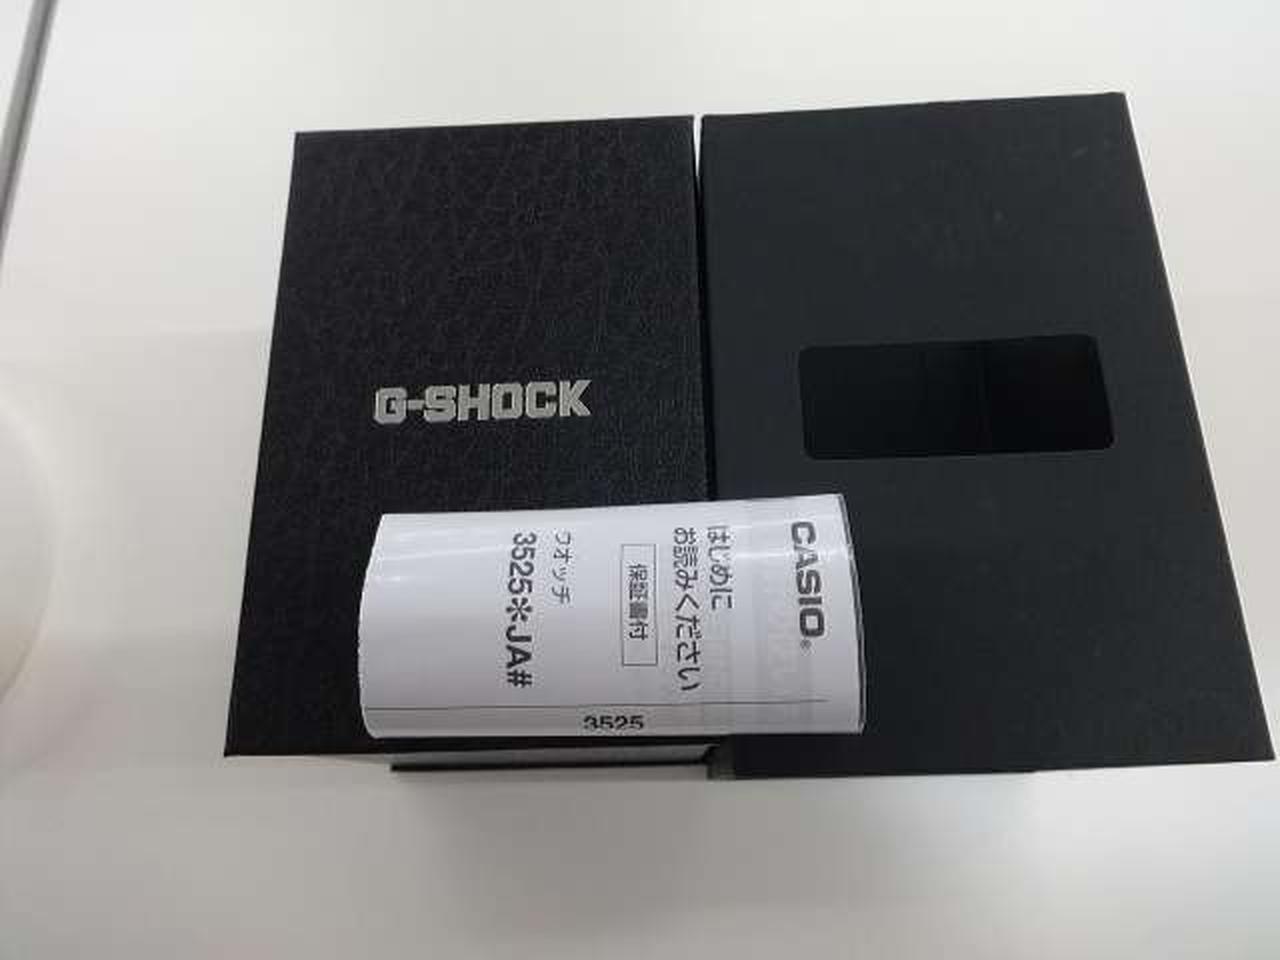 G-SHOCK
CASIO®
はじめに
お読みください
保証書付
ウオッチ
3525※JA#
3525